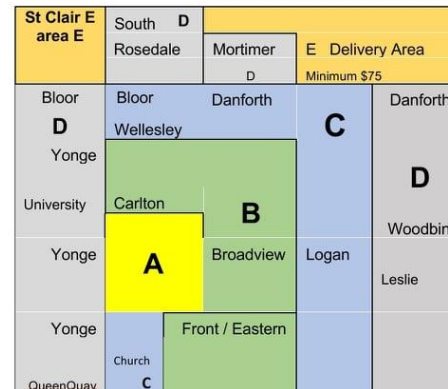 St Clair E
area E
South D
Rosedale
Mortimer
D
E Delivery Area
Minimum $75
Bloor
D
Yonge
University
Bloor
Danforth
Wellesley
C
Danforth
D
Woodbin
Carlton
B
A
Yonge
Broadview
Logan
Leslie
Yonge
QueenQuay
Church
C
Front / Eastern